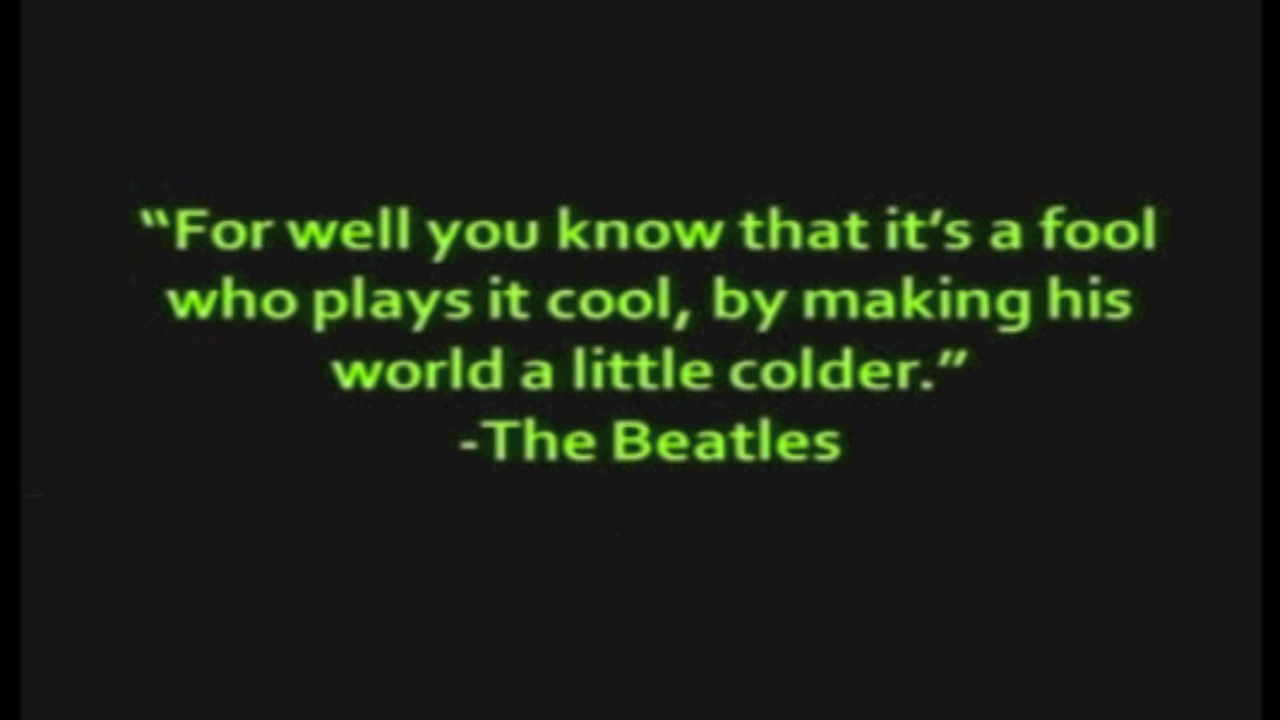 “For well you know that it’s a fool
who plays it cool, by making his
world a little colder.”
-The Beatles